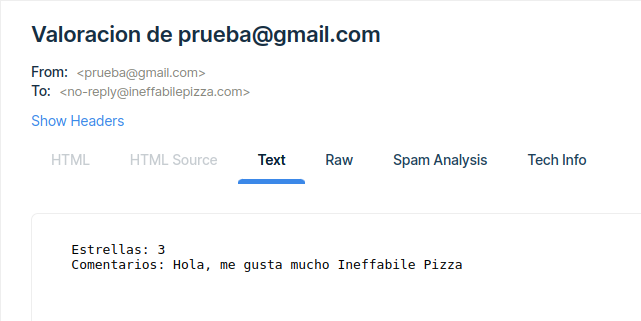 Valoracion de prueba@gmail.com
From: <prueba@gmail.com>
To: <no-reply@ineffabilepizza.com>
Show Headers
HTML HTML Source Text Raw Spam Analysis Tech Info
Estrellas: 3
Comentarios: Hola, me gusta mucho Ineffabile Pizza